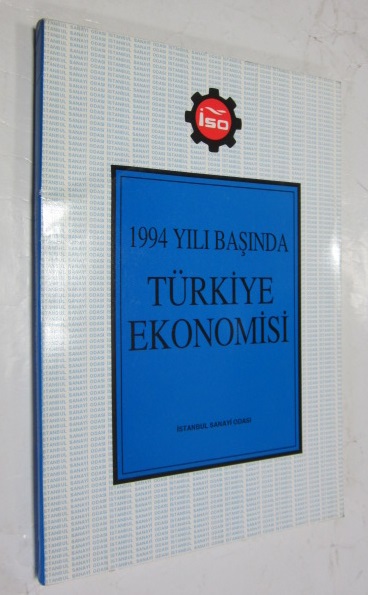 İSO
1994 YILI BAŞINDA
TÜRKİYE
EKONOMİSİ
İSTANBUL SANAYİ ODASI